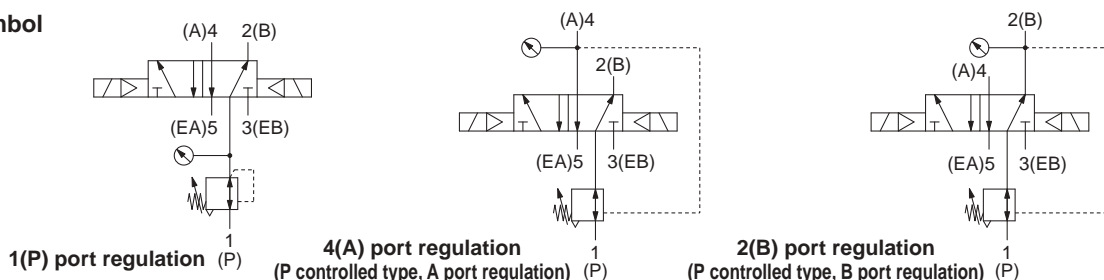 mbol
(A)4 2(B)
(EA)5 3(EB)
1
(P)
1(P) port regulation
(A)4
2(B)
(EA)5 3(EB)
1
(P)
4(A) port regulation
(P controlled type, A port regulation)
2(B)
(A)4
(EA)5 3(EB)
1
(P)
2(B) port regulation
(P controlled type, B port regulation)